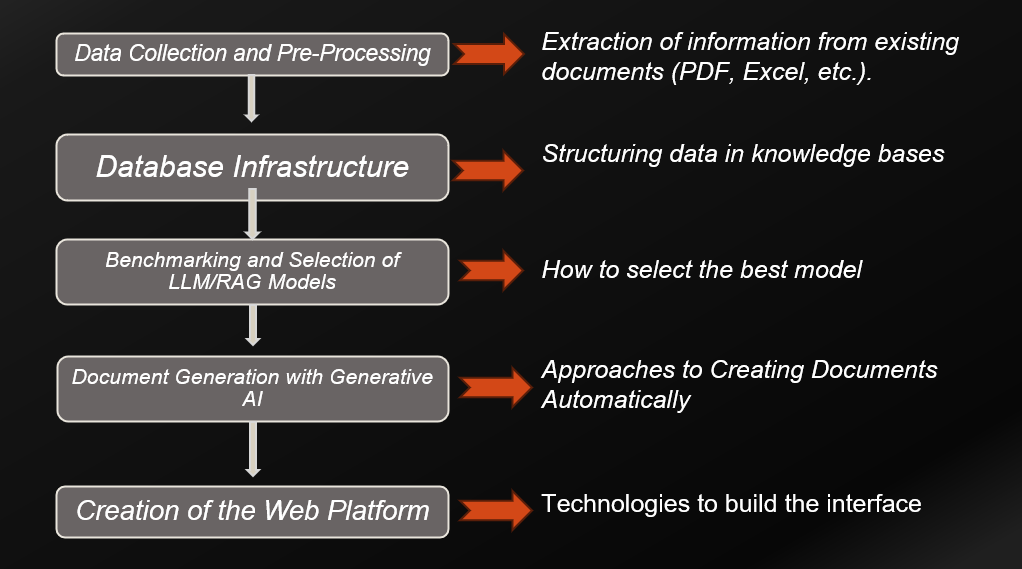 Data Collection and Pre-Processing
Extraction of information from existing
documents (PDF, Excel, etc.).
Database Infrastructure
Structuring data in knowledge bases
Benchmarking and Selection of
LLM/RAG Models
How to select the best model
Document Generation with Generative
AI
Approaches to Creating Documents
Automatically
Creation of the Web Platform
Technologies to build the interface